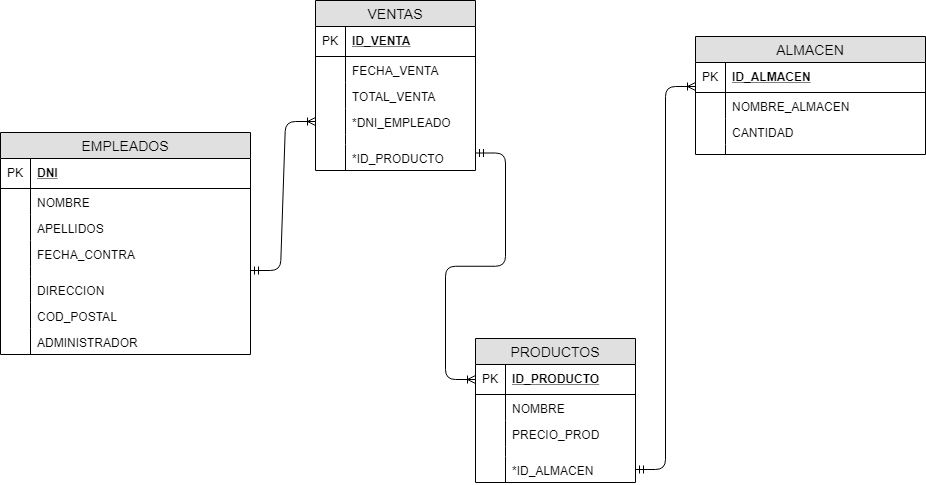 VENTAS
PK ID_VENTA
FECHA_VENTA
TOTAL_VENTA
*DNI_EMPLEADO
*ID_PRODUCTO
ALMACEN
PK ID_ALMACEN
NOMBRE_ALMACEN
CANTIDAD
EMPLEADOS
PK DNI
NOMBRE
APELLIDOS
FECHA_CONTRA
DIRECCION
COD_POSTAL
ADMINISTRADOR
PRODUCTOS
PK ID_PRODUCTO
NOMBRE
PRECIO_PROD
*ID_ALMACEN